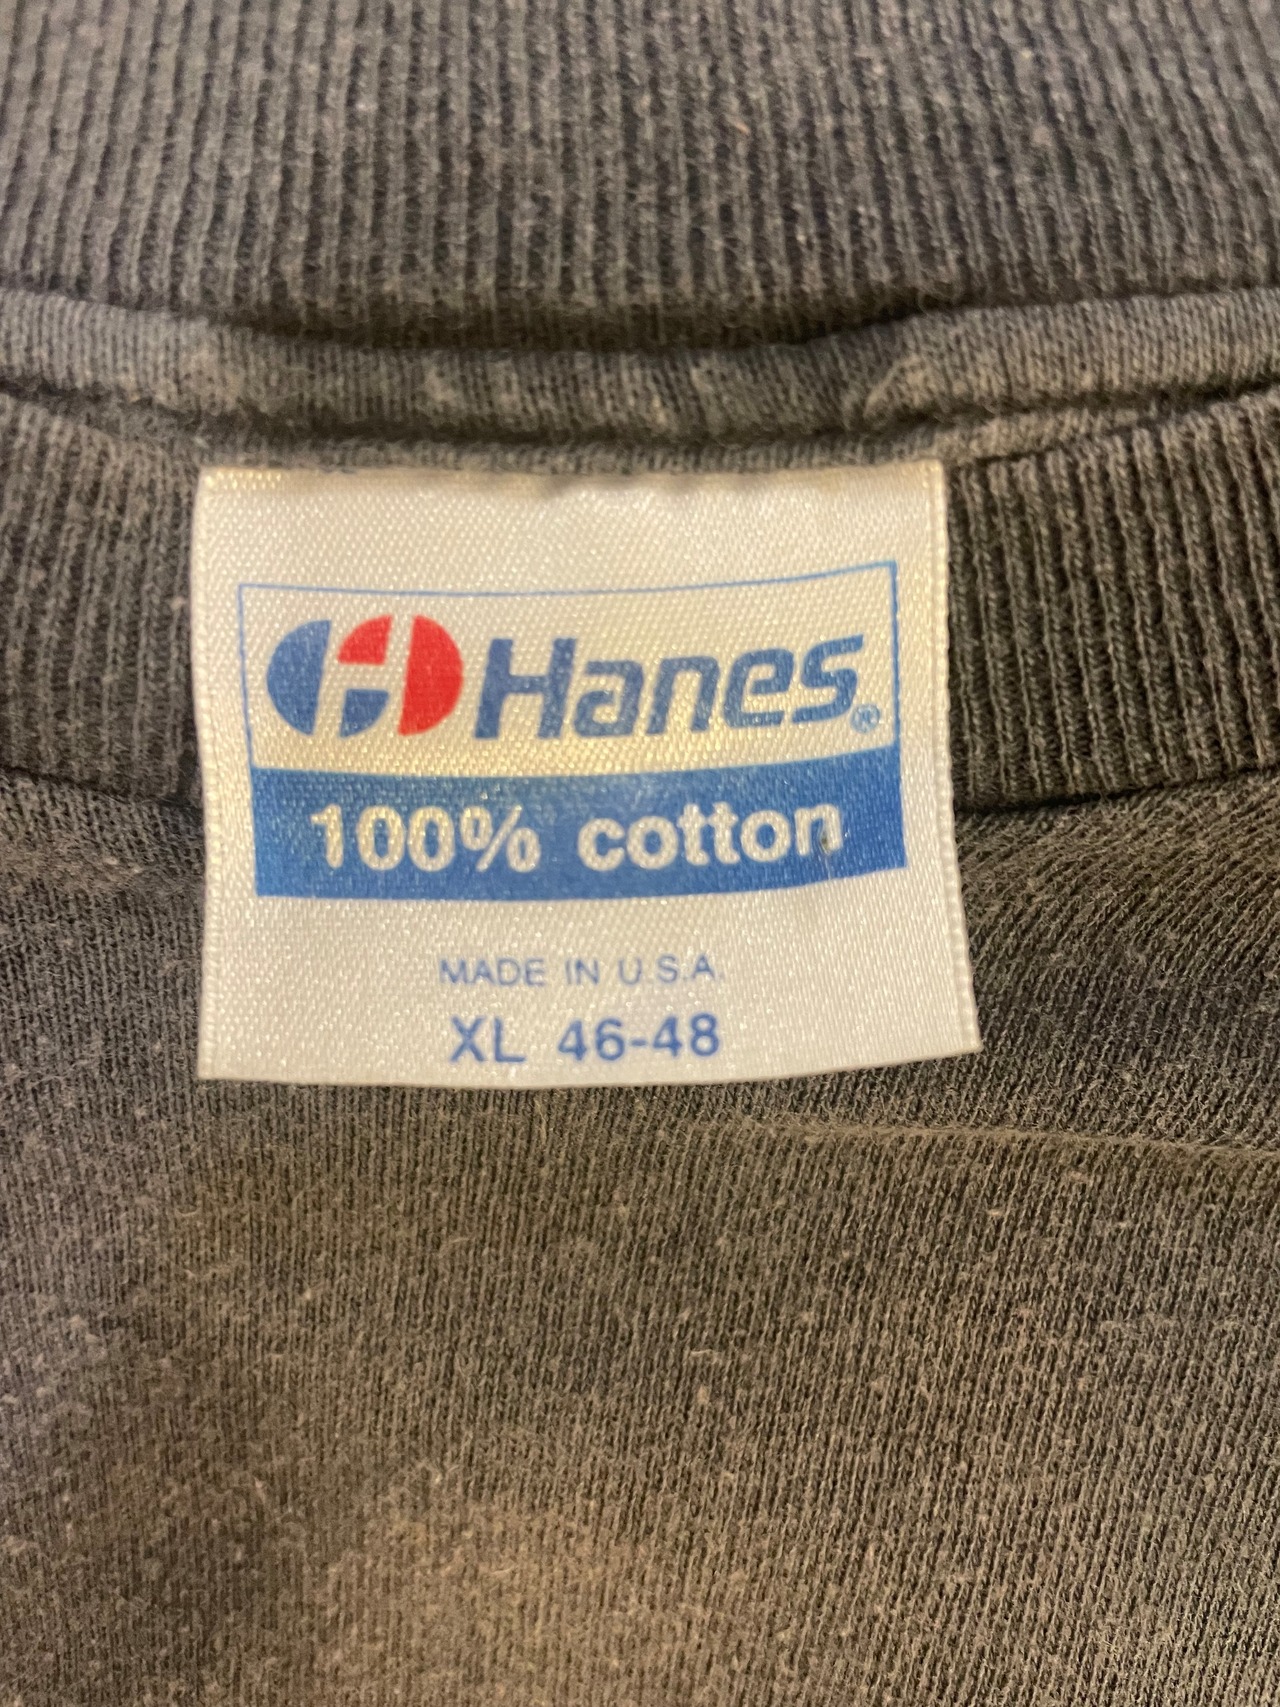 Hanes®
100% cotton
MADE IN U.S.A.
XL 46-48